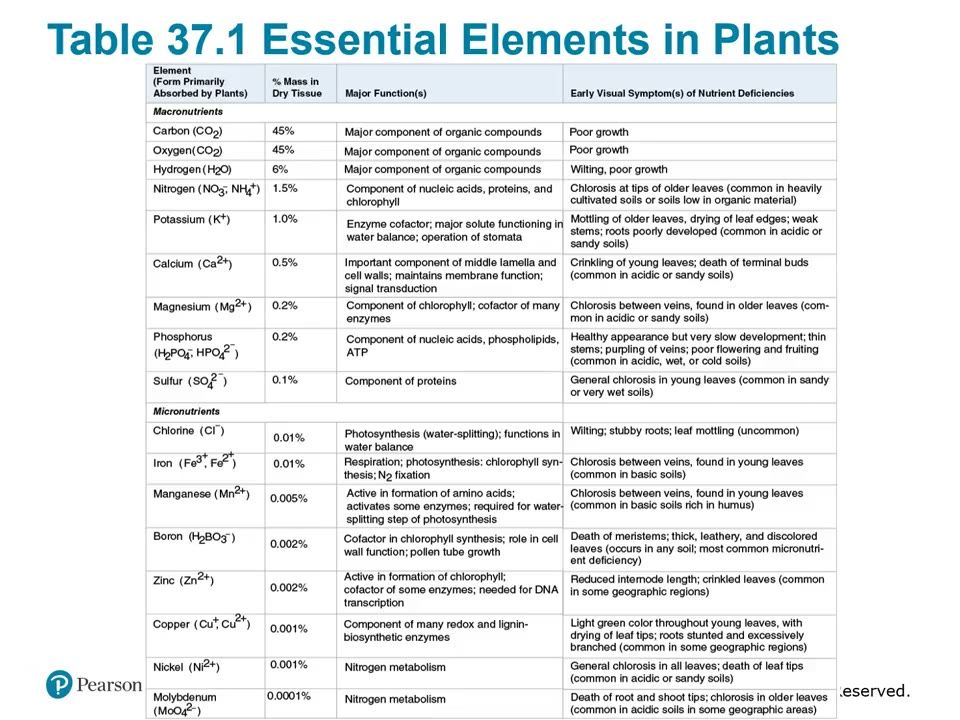 Table 37.1 Essential Elements in Plants
Element
(Form Primarily
Absorbed by Plants)
% Mass in
Dry Tissue
Major Function(s)
Early Visual Symptom(s) of Nutrient Deficiencies
Macronutrients
Carbon (CO2)
45%
Major component of organic compounds
Poor growth
Oxygen(CO2)
45%
Major component of organic compounds
Poor growth
Hydrogen (H2O)
6%
Major component of organic compounds
Wilting, poor growth
Nitrogen (NO3−, NH4+)
1.5%
Component of nucleic acids, proteins, and
chlorophyll
Chlorosis at tips of older leaves (common in heavily
cultivated soils or soils low in organic material)
Potassium (K+)
1.0%
Enzyme cofactor; major solute functioning in
water balance; operation of stomata
Mottling of older leaves, drying of leaf edges; weak
stems; roots poorly developed (common in acidic or
sandy soils)
Calcium (Ca2+)
0.5%
Important component of middle lamella and
cell walls; maintains membrane function;
signal transduction
Crinkling of young leaves; death of terminal buds
(common in acidic or sandy soils)
Magnesium (Mg2+)
0.2%
Component of chlorophyll; cofactor of many
enzymes
Chlorosis between veins, found in older leaves (com-
mon in acidic or sandy soils)
Phosphorus
(H2PO4−, HPO42−)
0.2%
Component of nucleic acids, phospholipids,
ATP
Healthy appearance but very slow development; thin
stems; purpling of veins; poor flowering and fruiting
(common in acidic, wet, or cold soils)
Sulfur (SO42−)
0.1%
Component of proteins
General chlorosis in young leaves (common in sandy
or very wet soils)
Micronutrients
Chlorine (Cl−)
0.01%
Photosynthesis (water-splitting); functions in
water balance
Wilting; stubby roots; leaf mottling (uncommon)
Iron (Fe3+, Fe2+)
0.01%
Respiration; photosynthesis: chlorophyll syn-
thesis; N2 fixation
Chlorosis between veins, found in young leaves
(common in basic soils)
Manganese (Mn2+)
0.005%
Active in formation of amino acids;
activates some enzymes; required for water-
splitting step of photosynthesis
Chlorosis between veins, found in young leaves
(common in basic soils rich in humus)
Boron (H2BO3−)
0.002%
Cofactor in chlorophyll synthesis; role in cell
wall function; pollen tube growth
Death of meristems; thick, leathery, and discolored
leaves (occurs in any soil; most common micronutri-
ent deficiency)
Zinc (Zn2+)
0.002%
Active in formation of chlorophyll;
cofactor of some enzymes; needed for DNA
transcription
Reduced internode length; crinkled leaves (common
in some geographic regions)
Copper (Cu+, Cu2+)
0.001%
Component of many redox and lignin-
biosynthetic enzymes
Light green color throughout young leaves, with
drying of leaf tips; roots stunted and excessively
branched (common in some geographic regions)
Nickel (Ni2+)
0.001%
Nitrogen metabolism
General chlorosis in all leaves; death of leaf tips
(common in acidic or sandy soils)
Molybdenum
(MoO42−)
0.0001%
Nitrogen metabolism
Death of root and shoot tips; chlorosis in older leaves
(common in acidic soils in some geographic areas)
P Pearson
Reserved.